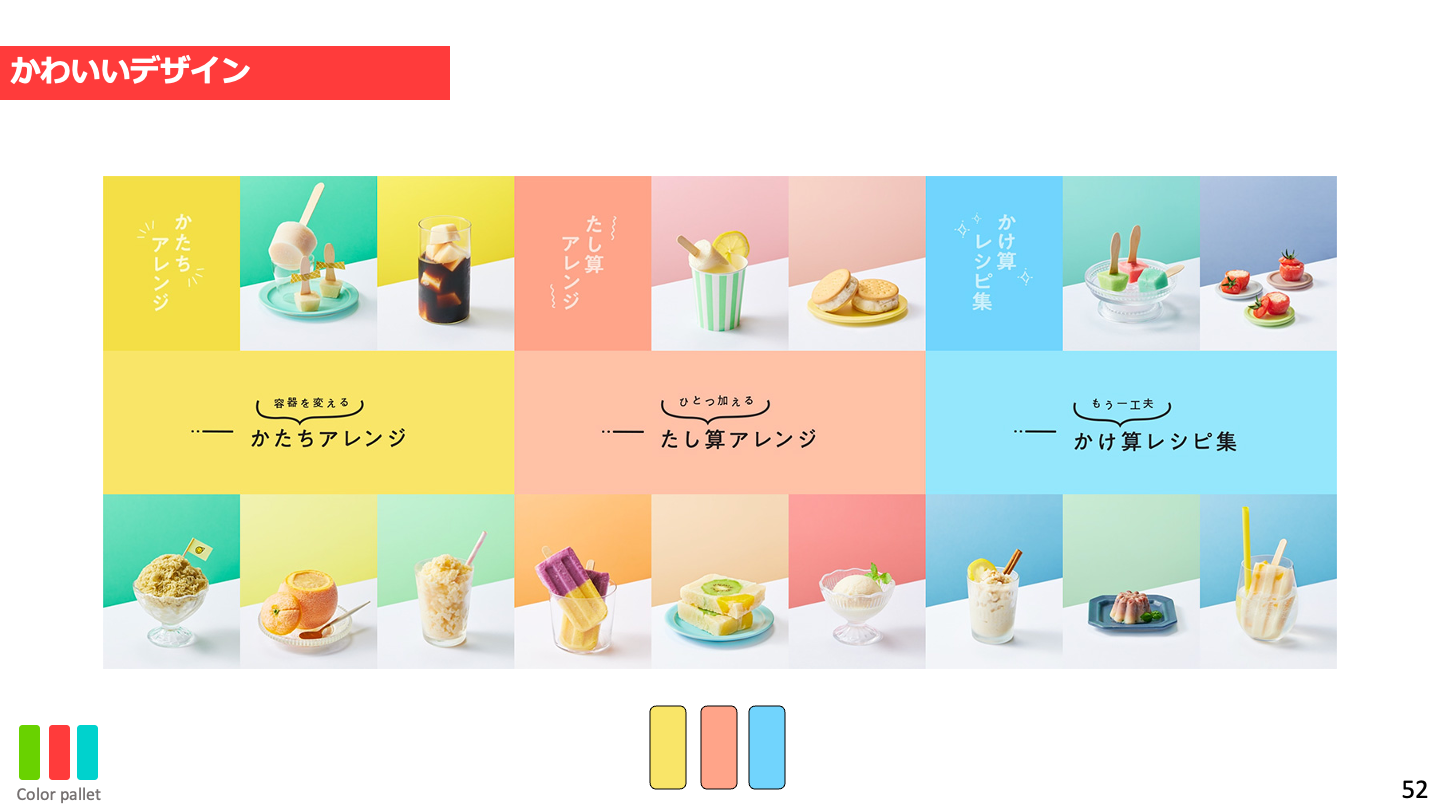 かわいいデザイン
かたち
アレンジ
たし算
アレンジ
かけ算
レシピ集
容器を変える
かたちアレンジ
ひとつ加える
たし算アレンジ
もう一工夫
かけ算レシピ集
Color pallet
52